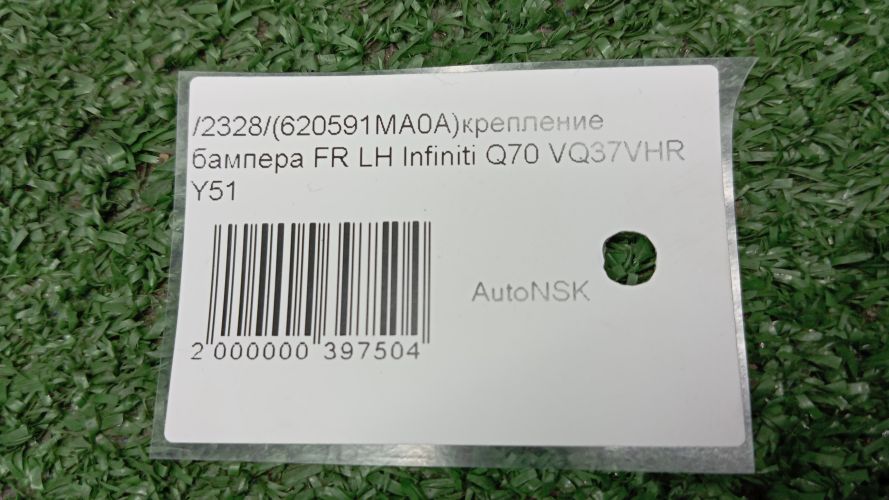 /2328/(620591MA0A)крепление
бампера FR LH Infiniti Q70 VQ37VHR
Y51
AutoNSK
2 000000 397504